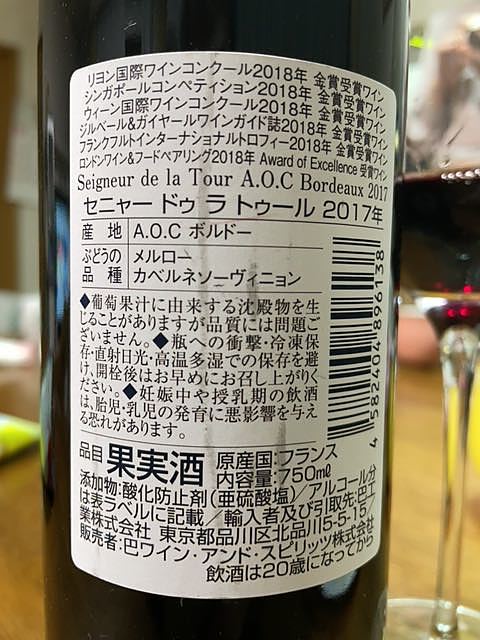 リヨン国際ワインコンクール2018年 金賞受賞ワイン
シンガポールコンペティション2018年 金賞受賞ワイン
ウィーン国際ワインコンクール2018年 金賞受賞ワイン
ジルベール&ガイヤールワインガイド誌2018年 金賞受賞ワイン
フランクフルトインターナショナルトロフィー2018年 金賞受賞ワイン
ロンドンワイン&フードペアリング2018年 Award of Excellence 受賞ワイン
Seigneur de la Tour A.O.C Bordeaux 2017
セニャー ドゥ ラ トゥール 2017年
産地 A.O.C ボルドー
ぶどうの メルロー
品種 カベルネソーヴィニョン
◆葡萄果汁に由来する沈殿物を生
じることがありますが品質には問題ご
ざいません。◆瓶への衝撃・冷凍保
存・直射日光・高温多湿での保存を避
け、開栓後はお早めにお召し上がりく
ださい。◆妊娠中や授乳期の飲酒
は、胎児・乳児の発育に悪影響を与え
る恐れがあります。
4 582404 896138
品目 果実酒 原産国:フランス
内容量:750ml
添加物:酸化防止剤(亜硫酸塩)/アルコール分
は表ラベルに記載/輸入者及び引取先:巴工
業株式会社 東京都品川区北品川5-5-15/
販売者:巴ワイン・アンド・スピリッツ株式会社
飲酒は20歳になってから